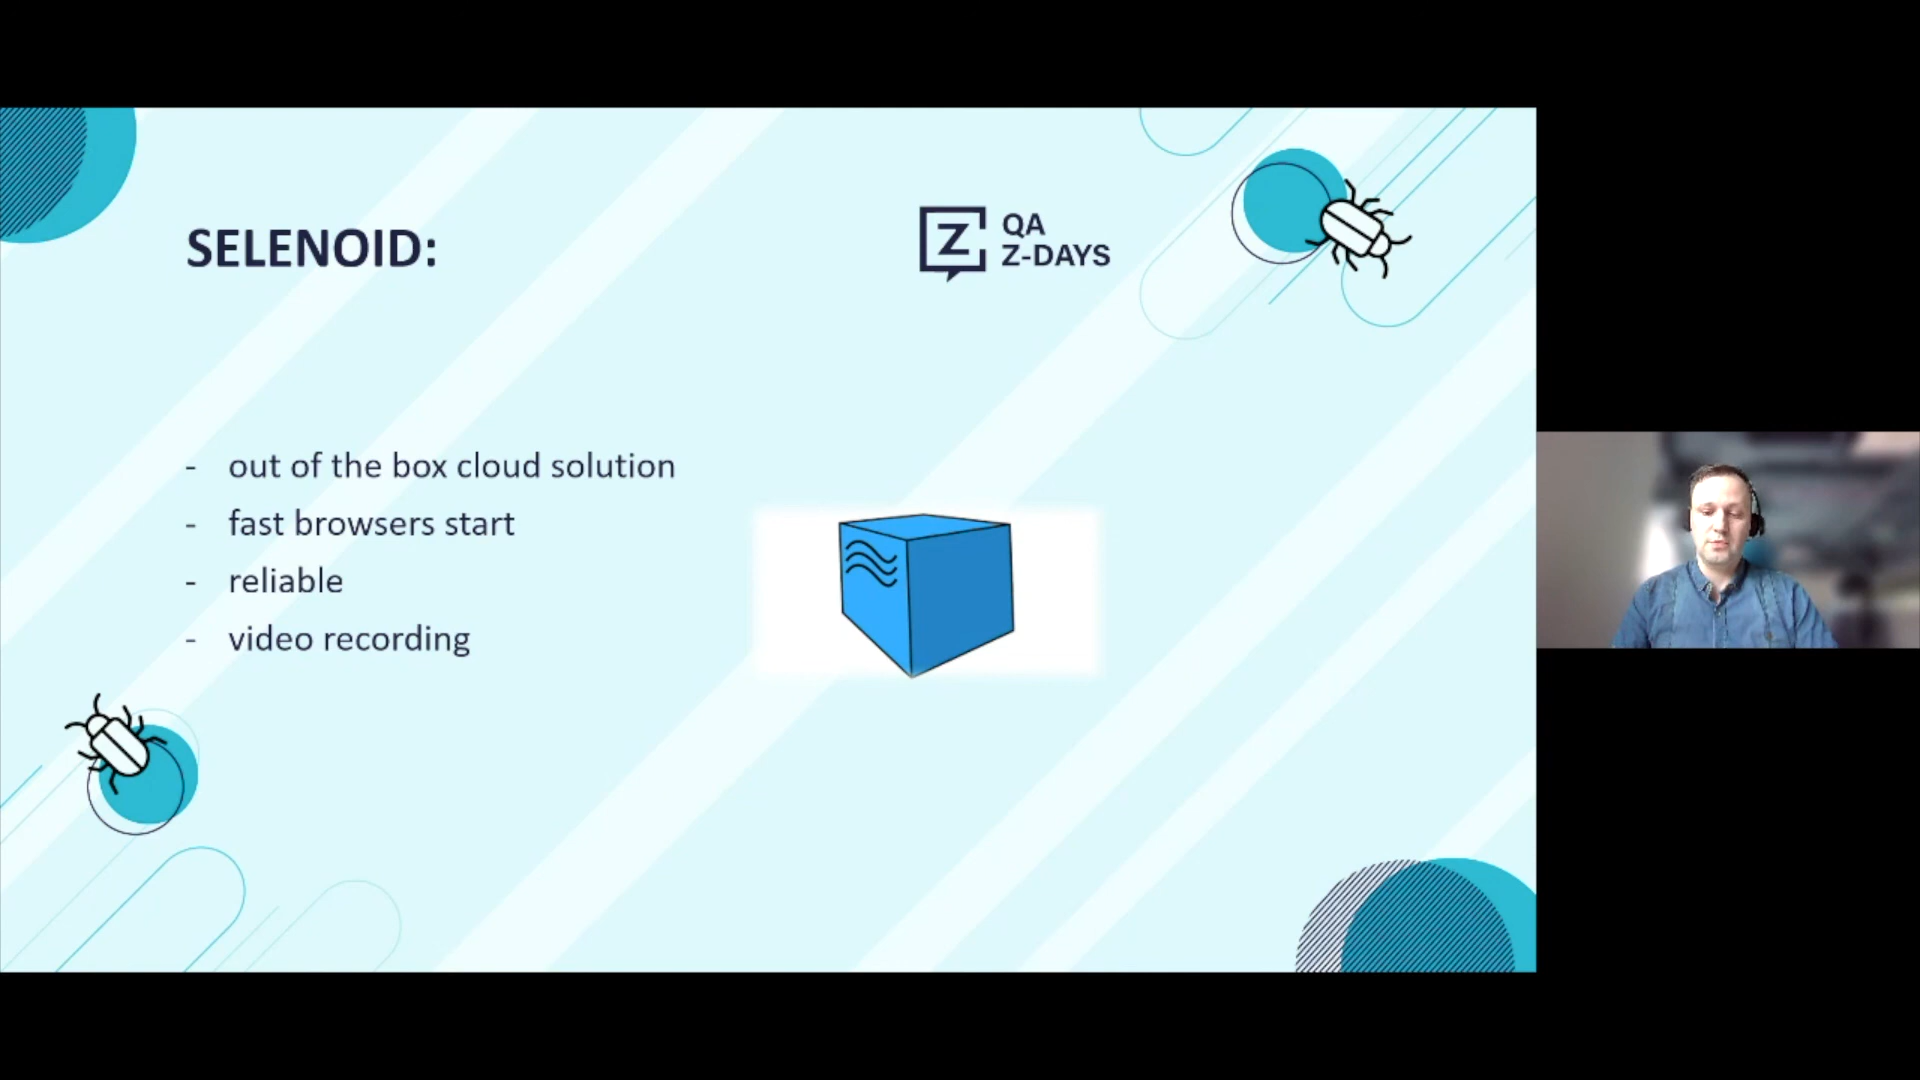 SELENOID:
Z
QA
Z-DAYS
- out of the box cloud solution
- fast browsers start
- reliable
- video recording